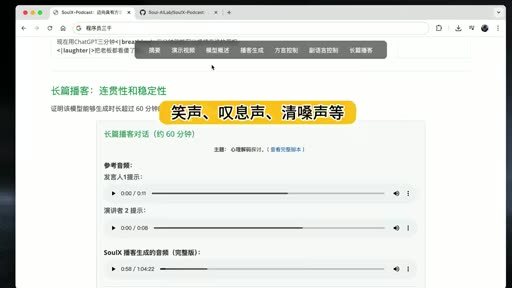 SoulX-Podcast: 迈向具有方言
Soul-AILab/SoulX-Podcast:
程序员三千
现在用ChatGPT三分钟<|brea
<|laughter|>把老板都看傻了
摘要 演示视频 模型概述 播客生成 方言控制 副语言控制 长篇播客
长篇播客：连贯性和稳定性
证明该模型能够生成时长超过 60 分钟
笑声、叹息声、清嗓声等
长篇播客对话（约 60 分钟）
主题：心理解码探讨。（查看完整脚本）
参考音频：
发言人1提示：
0:00 / 0:11
演讲者 2 提示：
0:00 / 0:08
SoulX 播客生成的音频（完整版）：
0:58 / 1:04:22